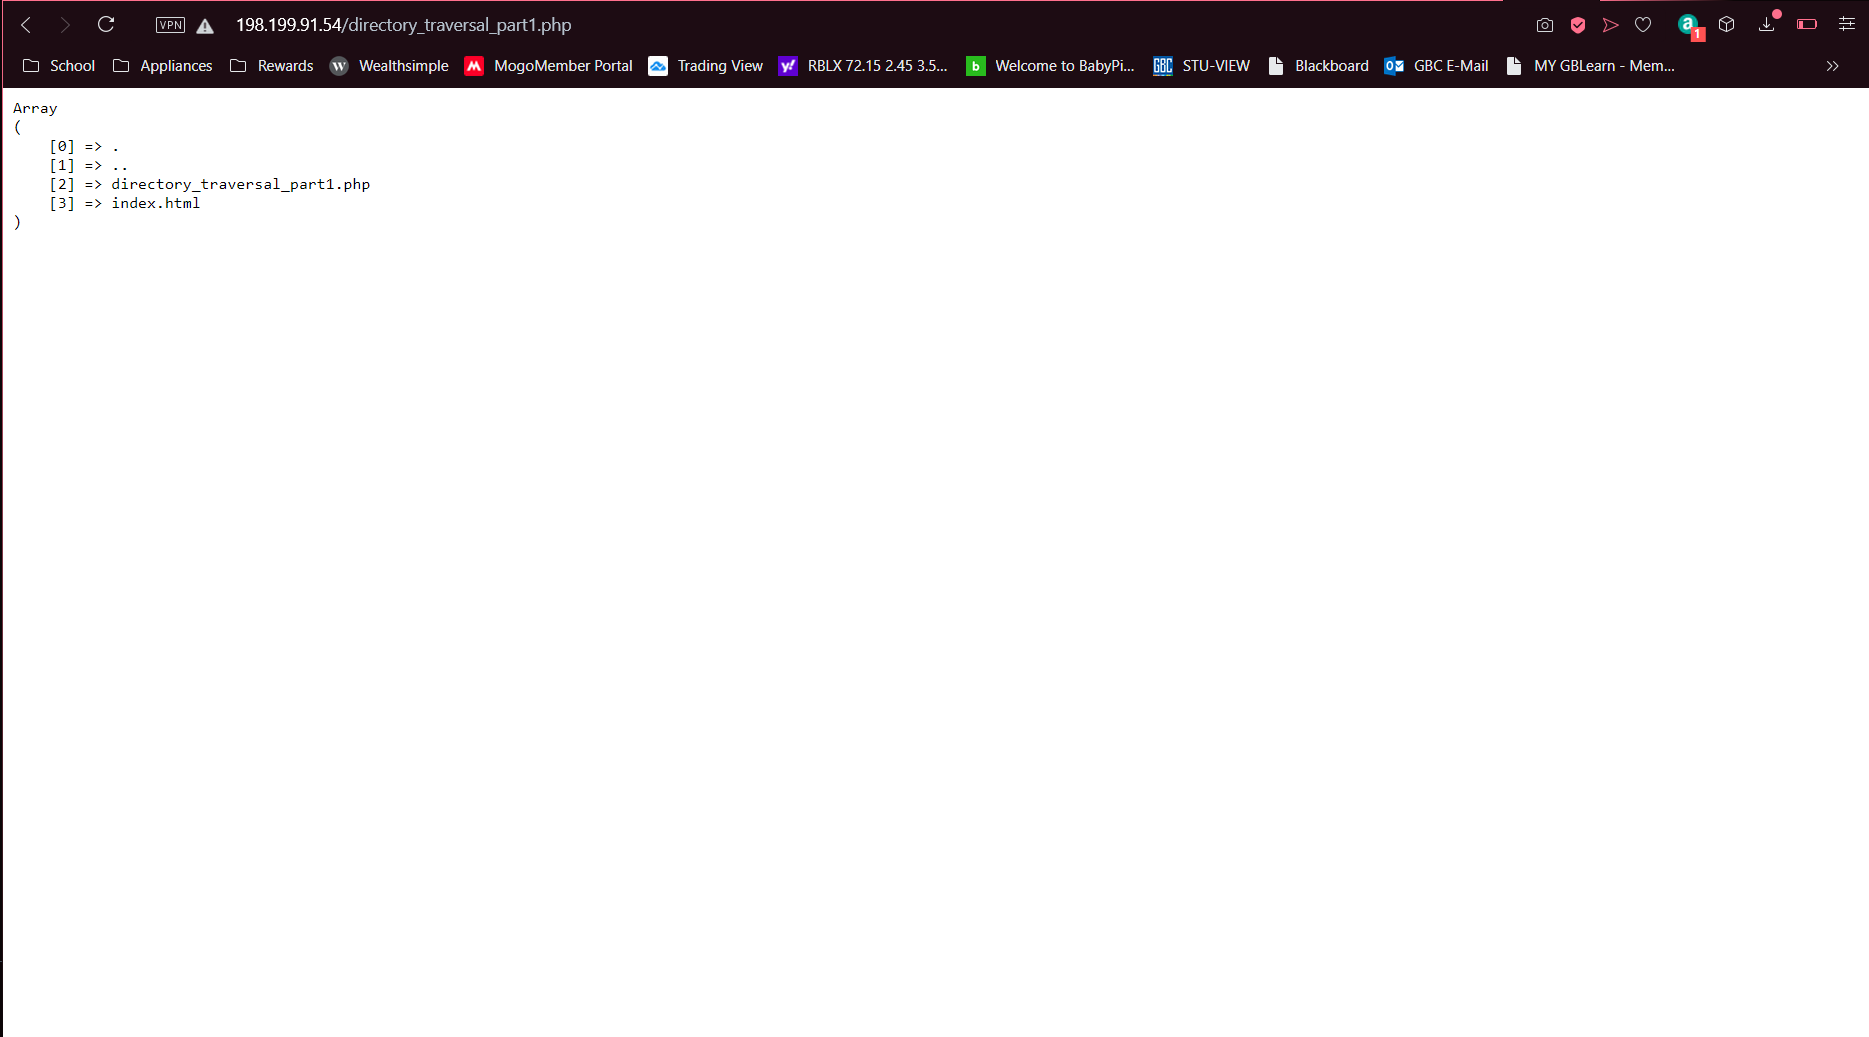 VPN 198.199.91.54/directory_traversal_part1.php a 1
School Appliances Rewards W Wealthsimple M MogoMember Portal Trading View y! RBLX 72.15 2.45 3.5... b Welcome to BabyPi... GBC STU-VIEW Blackboard GBC E-Mail MY GBLearn - Mem...
Array
(
    [0] => .
    [1] => ..
    [2] => directory_traversal_part1.php
    [3] => index.html
)